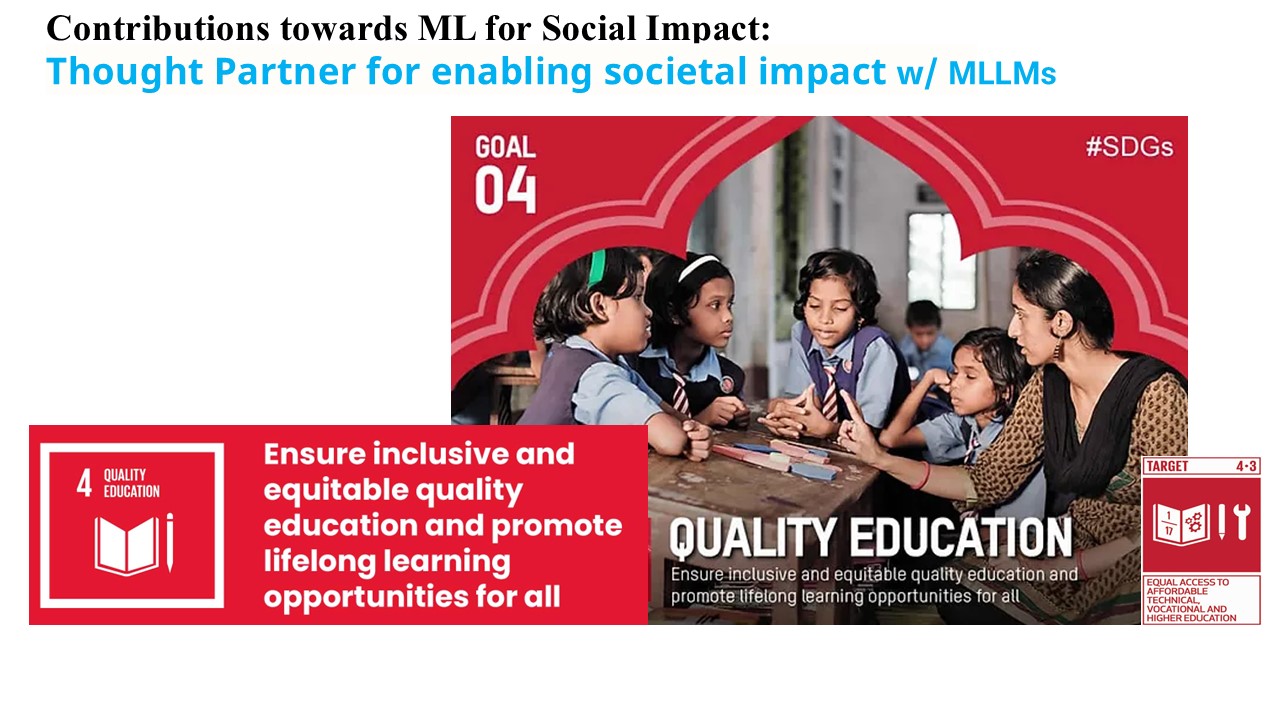 Contributions towards ML for Social Impact:
Thought Partner for enabling societal impact w/ MLLMs
GOAL
04
#SDGs
4 QUALITY
EDUCATION
Ensure inclusive and
equitable quality
education and promote
lifelong learning
opportunities for all
QUALITY EDUCATION
Ensure inclusive and equitable quality education and
promote lifelong learning opportunities for all
TARGET 4·3
1
17
EQUAL ACCESS TO
AFFORDABLE
TECHNICAL,
VOCATIONAL AND
HIGHER EDUCATION